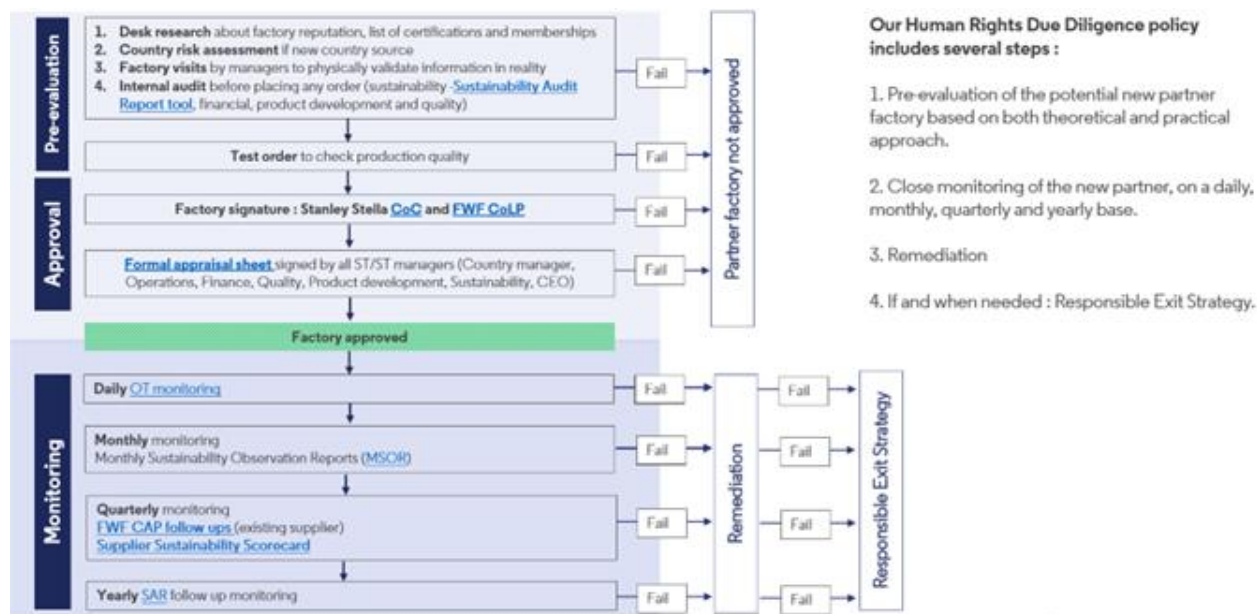 Pre-evaluation
1. Desk research about factory reputation, list of certifications and memberships
2. Country risk assessment if new country source
3. Factory visits by managers to physically validate information in reality
4. Internal audit before placing any order (sustainability -Sustainability Audit
Report tool, financial, product development and quality)
Fail
Test order to check production quality
Fail
Approval
Factory signature : Stanley Stella CoC and FWF CoLP
Fail
Formal appraisal sheet signed by all ST/ST managers (Country manager,
Operations, Finance, Quality, Product development, Sustainability, CEO)
Fail
Partner factory not approved
Factory approved
Monitoring
Daily OT monitoring
Fail
Fail
Monthly monitoring
Monthly Sustainability Observation Reports (MSOR)
Fail
Fail
Quarterly monitoring
FWF CAP follow ups (existing supplier)
Supplier Sustainability Scorecard
Fail
Fail
Yearly SAR follow up monitoring
Fail
Fail
Remediation
Responsible Exit Strategy
Our Human Rights Due Diligence policy
includes several steps :
1. Pre-evaluation of the potential new partner
factory based on both theoretical and practical
approach.
2. Close monitoring of the new partner, on a daily,
monthly, quarterly and yearly base.
3. Remediation
4. If and when needed : Responsible Exit Strategy.